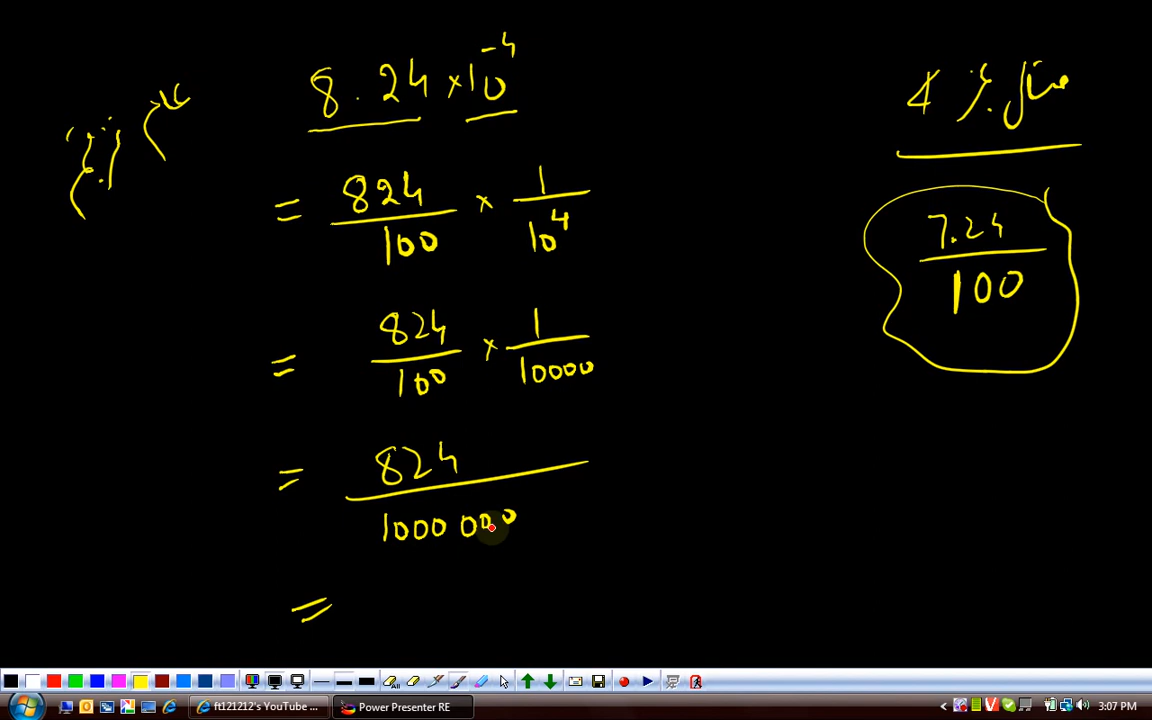 8.24 × 10⁻⁴
= 824/100 × 1/10⁴
= 824/100 × 1/10000
= 824/1000000
=
4 % مثال
7.24/100
All
ft121212's YouTube ...
Power Presenter RE
3:07 PM